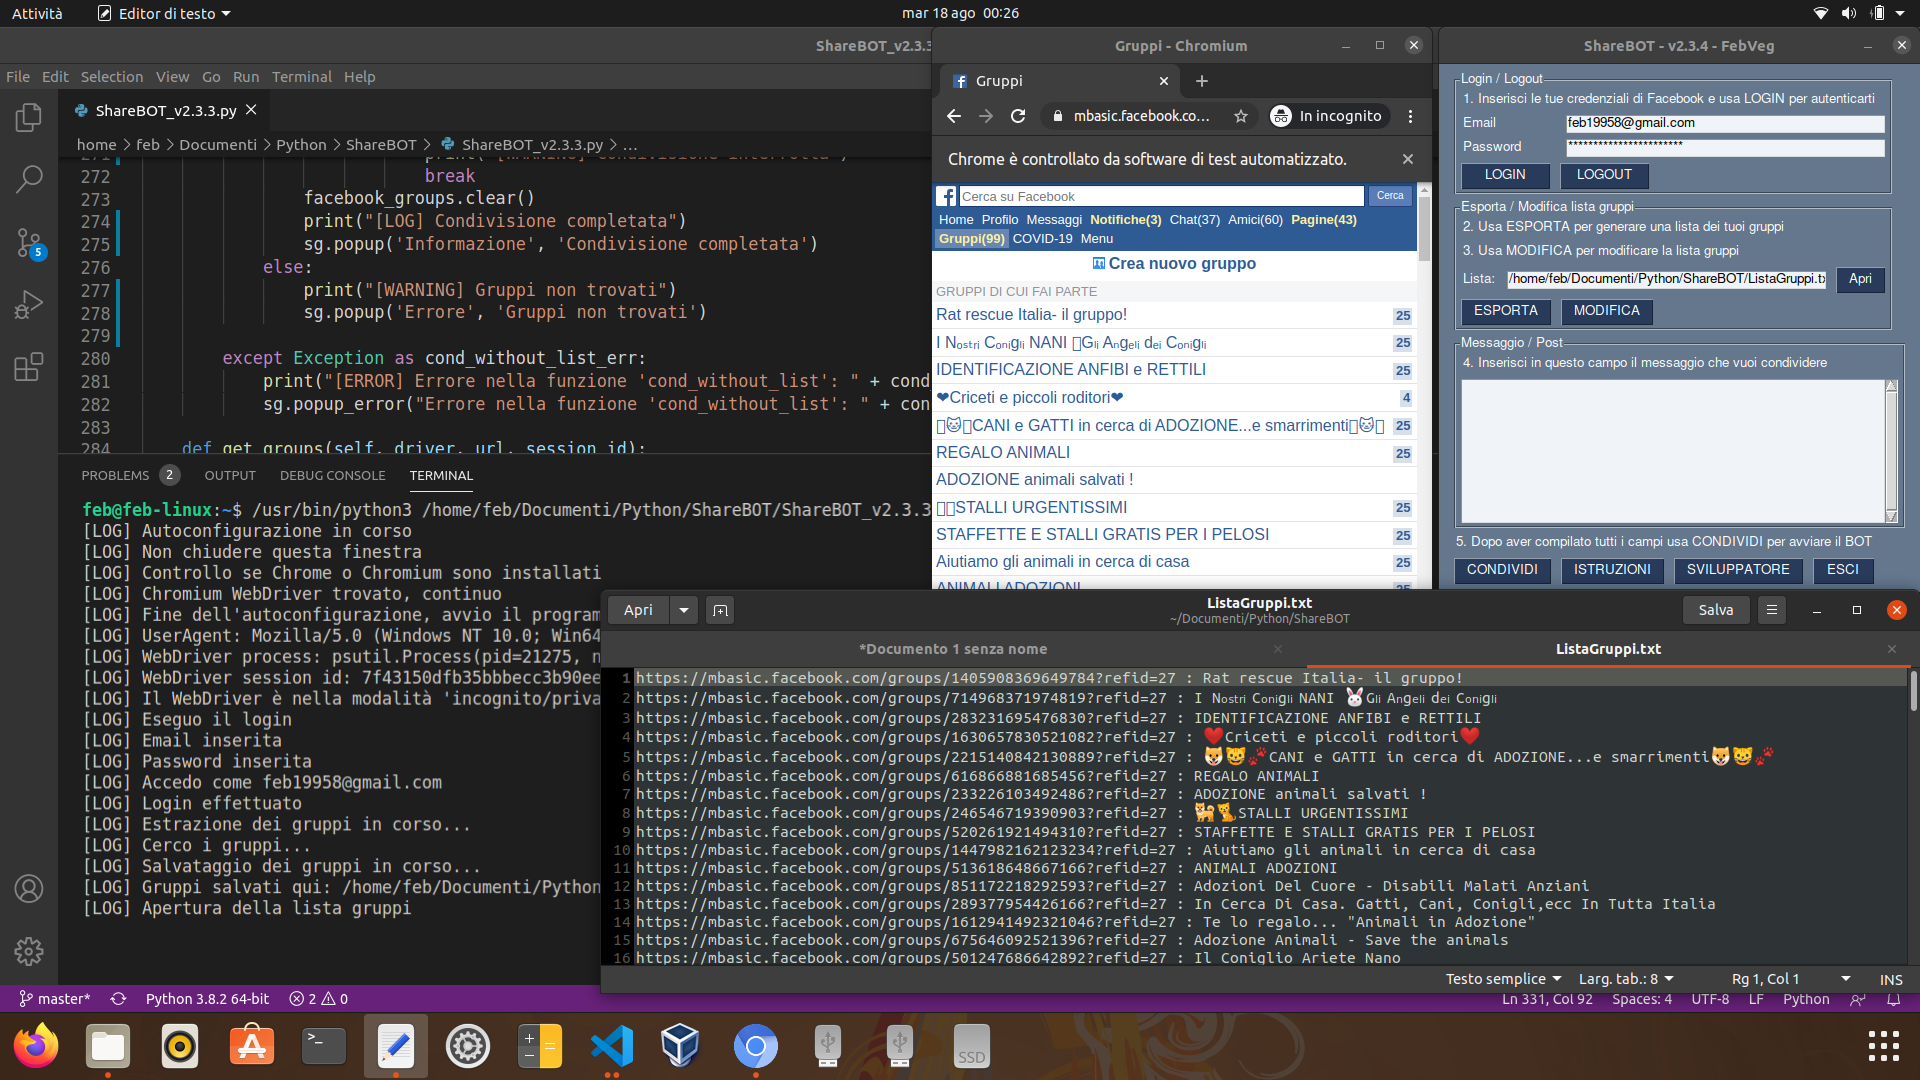 Attività
Editor di testo
mar 18 ago 00:26
ShareBOT_v2.3.3
File Edit Selection View Go Run Terminal Help
ShareBOT_v2.3.3.py
home > feb > Documenti > Python > ShareBOT > ShareBOT_v2.3.3.py > ...
272 break
273 facebook_groups.clear()
274 print("[LOG] Condivisione completata")
275 sg.popup('Informazione', 'Condivisione completata')
276 else:
277 print("[WARNING] Gruppi non trovati")
278 sg.popup('Errore', 'Gruppi non trovati')
279
280 except Exception as cond_without_list_err:
281 print("[ERROR] Errore nella funzione 'cond_without_list': " + cond
282 sg.popup_error("Errore nella funzione 'cond_without_list': " + con
283
284 def get_groups(self, driver, url, session_id):
5
PROBLEMS 2 OUTPUT DEBUG CONSOLE TERMINAL
feb@feb-linux:~$ /usr/bin/python3 /home/feb/Documenti/Python/ShareBOT/ShareBOT_v2.3.3
[LOG] Autoconfigurazione in corso
[LOG] Non chiudere questa finestra
[LOG] Controllo se Chrome o Chromium sono installati
[LOG] Chromium WebDriver trovato, continuo
[LOG] Fine dell'autoconfigurazione, avvio il program
[LOG] UserAgent: Mozilla/5.0 (Windows NT 10.0; Win64
[LOG] WebDriver process: psutil.Process(pid=21275, n
[LOG] WebDriver session id: 7f43150dfb35bbbecc3b90ee
[LOG] Il WebDriver è nella modalità 'incognito/priva
[LOG] Eseguo il login
[LOG] Email inserita
[LOG] Password inserita
[LOG] Accedo come feb19958@gmail.com
[LOG] Login effettuato
[LOG] Estrazione dei gruppi in corso...
[LOG] Cerco i gruppi...
[LOG] Salvataggio dei gruppi in corso...
[LOG] Gruppi salvati qui: /home/feb/Documenti/Python
[LOG] Apertura della lista gruppi
master* Python 3.8.2 64-bit 2 0
Ln 331, Col 92 Spaces: 4 UTF-8 LF Python
Gruppi - Chromium
Gruppi
mbasic.facebook.co...
In incognito
Chrome è controllato da software di test automatizzato.
Cerca su Facebook
Cerca
Home Profilo Messaggi Notifiche(3) Chat(37) Amici(60) Pagine(43)
Gruppi(99) COVID-19 Menu
Crea nuovo gruppo
GRUPPI DI CUI FAI PARTE
Rat rescue Italia- il gruppo! 25
I Nₒₛₜᵣᵢ Cₒₙᵢgₗᵢ NANI Gₗᵢ Aₙgₑₗᵢ dₑᵢ Cₒₙᵢgₗᵢ 25
IDENTIFICAZIONE ANFIBI e RETTILI 25
❤Criceti e piccoli roditori❤ 4
🐱CANI e GATTI in cerca di ADOZIONE...e smarrimenti🐱 25
REGALO ANIMALI 25
ADOZIONE animali salvati !
STALLI URGENTISSIMI 25
STAFFETTE E STALLI GRATIS PER I PELOSI 25
Aiutiamo gli animali in cerca di casa 25
ANIMALI ADOZIONI 25
ShareBOT - v2.3.4 - FebVeg
Login / Logout
1. Inserisci le tue credenziali di Facebook e usa LOGIN per autenticarti
Email feb19958@gmail.com
Password ***********************
LOGIN LOGOUT
Esporta / Modifica lista gruppi
2. Usa ESPORTA per generare una lista dei tuoi gruppi
3. Usa MODIFICA per modificare la lista gruppi
Lista: /home/feb/Documenti/Python/ShareBOT/ListaGruppi.tx Apri
ESPORTA MODIFICA
Messaggio / Post
4. Inserisci in questo campo il messaggio che vuoi condividere
5. Dopo aver compilato tutti i campi usa CONDIVIDI per avviare il BOT
CONDIVIDI ISTRUZIONI SVILUPPATORE ESCI
Apri
ListaGruppi.txt
~/Documenti/Python/ShareBOT
Salva
*Documento 1 senza nome
ListaGruppi.txt
1 https://mbasic.facebook.com/groups/1405908369649784?refid=27 : Rat rescue Italia- il gruppo!
2 https://mbasic.facebook.com/groups/714968371974819?refid=27 : I Nₒₛₜᵣᵢ Cₒₙᵢgₗᵢ NANI 🐰Gₗᵢ Aₙgₑₗᵢ dₑᵢ Cₒₙᵢgₗᵢ
3 https://mbasic.facebook.com/groups/283231695476830?refid=27 : IDENTIFICAZIONE ANFIBI e RETTILI
4 https://mbasic.facebook.com/groups/1630657830521082?refid=27 : ❤Criceti e piccoli roditori❤
5 https://mbasic.facebook.com/groups/2215140842130889?refid=27 : 🐶🐱🐾CANI e GATTI in cerca di ADOZIONE...e smarrimenti🐶🐱🐾
6 https://mbasic.facebook.com/groups/616866881685456?refid=27 : REGALO ANIMALI
7 https://mbasic.facebook.com/groups/233226103492486?refid=27 : ADOZIONE animali salvati !
8 https://mbasic.facebook.com/groups/246546719390903?refid=27 : 🐕🐈STALLI URGENTISSIMI
9 https://mbasic.facebook.com/groups/520261921494310?refid=27 : STAFFETTE E STALLI GRATIS PER I PELOSI
10 https://mbasic.facebook.com/groups/1447982162123234?refid=27 : Aiutiamo gli animali in cerca di casa
11 https://mbasic.facebook.com/groups/513618648667166?refid=27 : ANIMALI ADOZIONI
12 https://mbasic.facebook.com/groups/851172218292593?refid=27 : Adozioni Del Cuore - Disabili Malati Anziani
13 https://mbasic.facebook.com/groups/289377954426166?refid=27 : In Cerca Di Casa. Gatti, Cani, Conigli,ecc In Tutta Italia
14 https://mbasic.facebook.com/groups/1612941492321046?refid=27 : Te lo regalo... "Animali in Adozione"
15 https://mbasic.facebook.com/groups/675646092521396?refid=27 : Adozione Animali - Save the animals
16 https://mbasic.facebook.com/groups/501247686642892?refid=27 : Il Coniglio Ariete Nano
Testo semplice Larg. tab.: 8 Rg 1, Col 1 INS
SSD